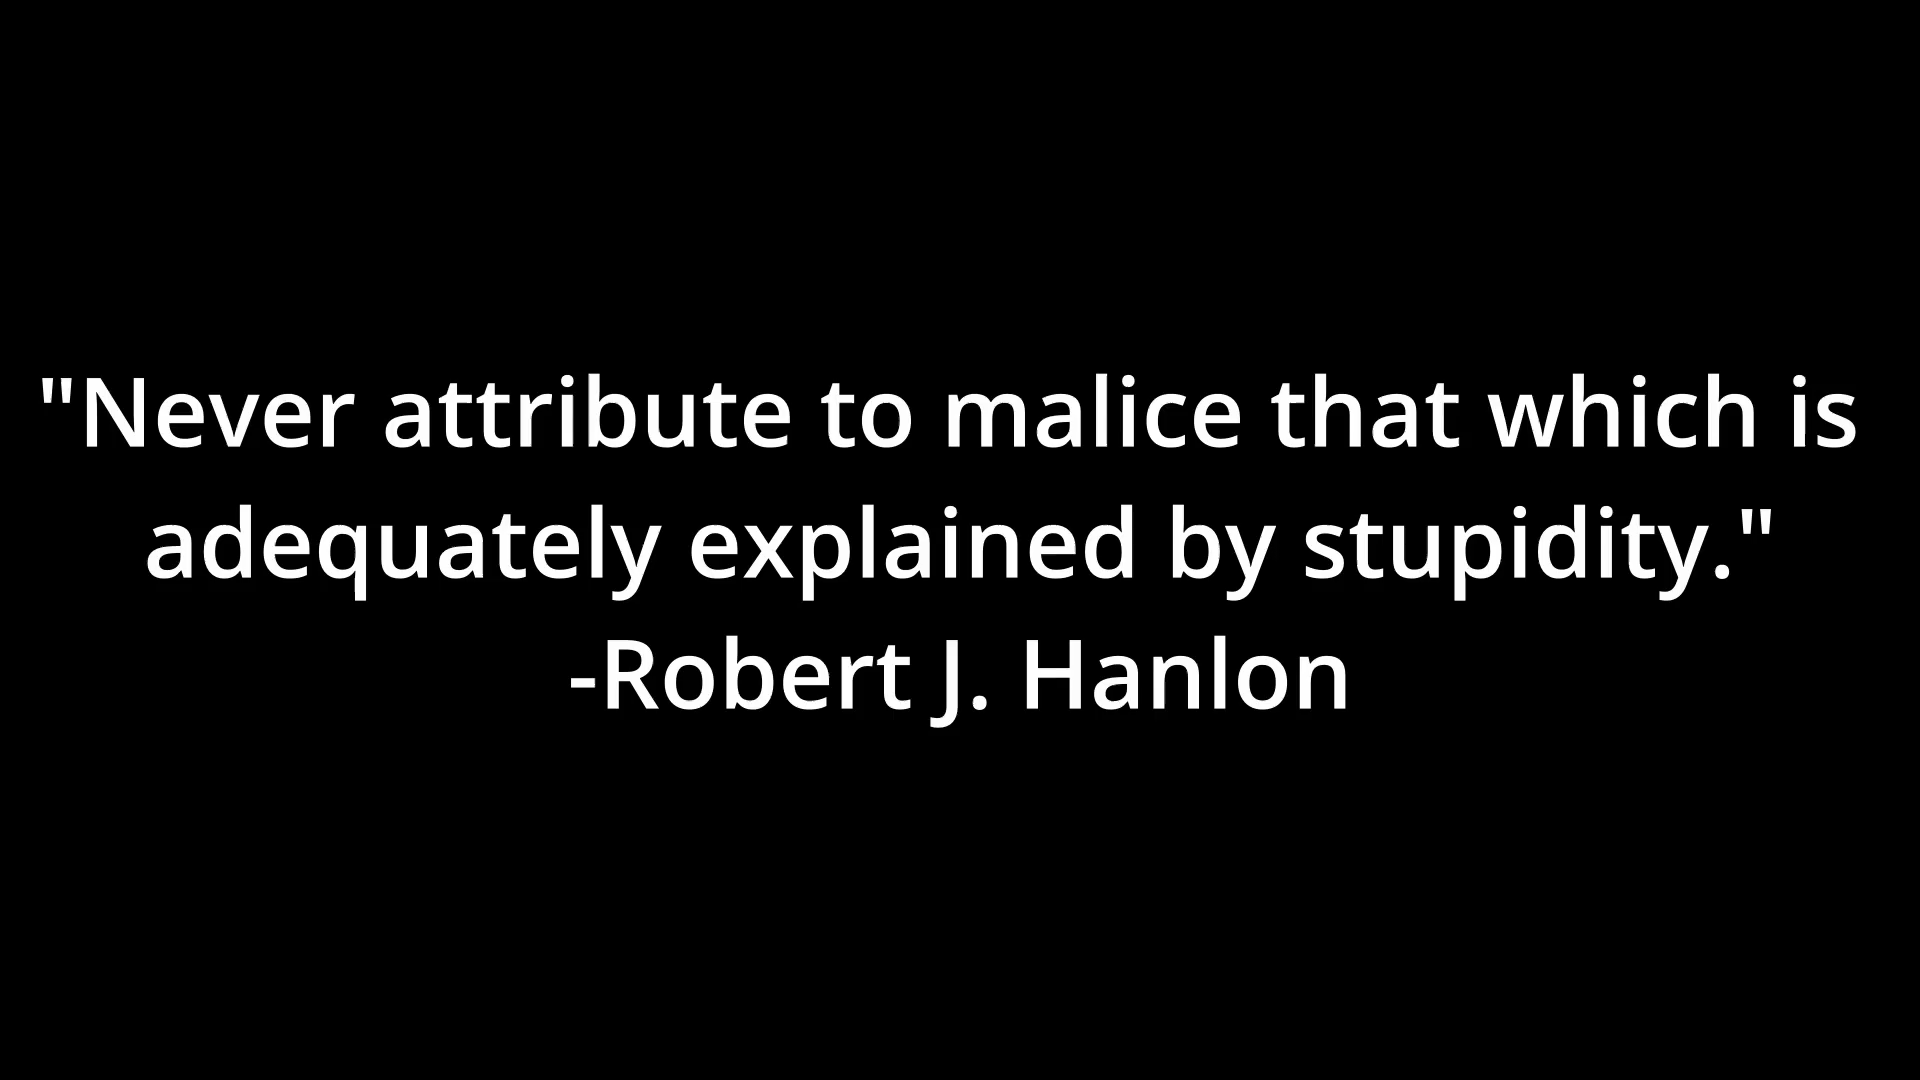 "Never attribute to malice that which is
adequately explained by stupidity."
-Robert J. Hanlon